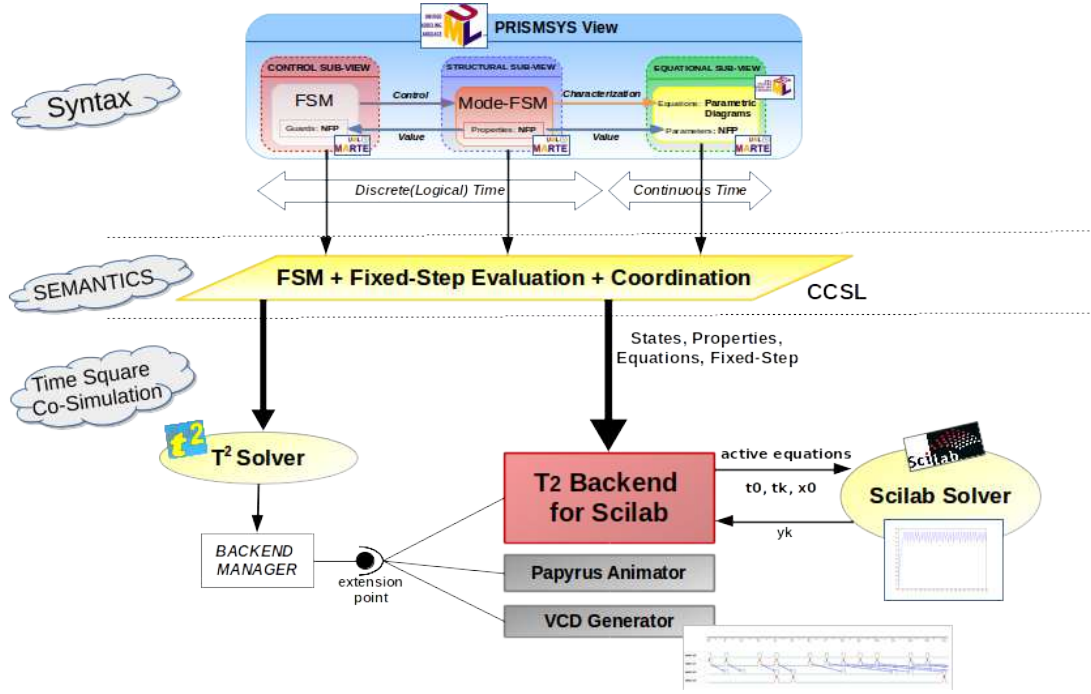 UML
PRISMSYS View
Syntax
CONTROL SUB-VIEW
STRUCTURAL SUB-VIEW
EQUATIONAL SUB-VIEW
FSM
Control
Mode-FSM
Characterization
Equations: Parametric
Diagrams
Guards: NFP
Value
Properties: NFP
Value
Parameters: NFP
MARTE
MARTE
MARTE
Discrete(Logical) Time
Continuous Time
SEMANTICS
FSM + Fixed-Step Evaluation + Coordination
CCSL
States, Properties,
Equations, Fixed-Step
Time Square
Co-Simulation
t2
T² Solver
T2 Backend
for Scilab
active equations
t0, tk, x0
yk
Scilab
Scilab Solver
BACKEND
MANAGER
extension
point
Papyrus Animator
VCD Generator